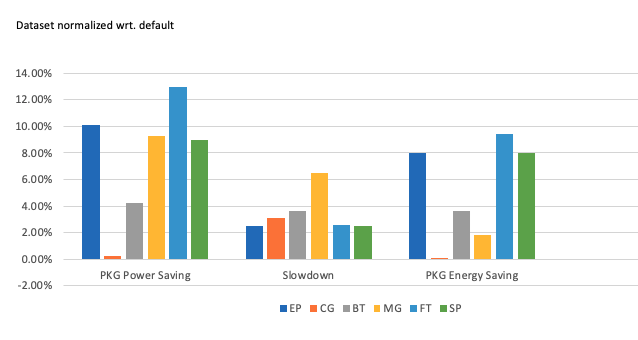 Dataset normalized wrt. default
14.00%
12.00%
10.00%
8.00%
6.00%
4.00%
2.00%
0.00%
-2.00%
PKG Power Saving
Slowdown
PKG Energy Saving
EP CG BT MG FT SP